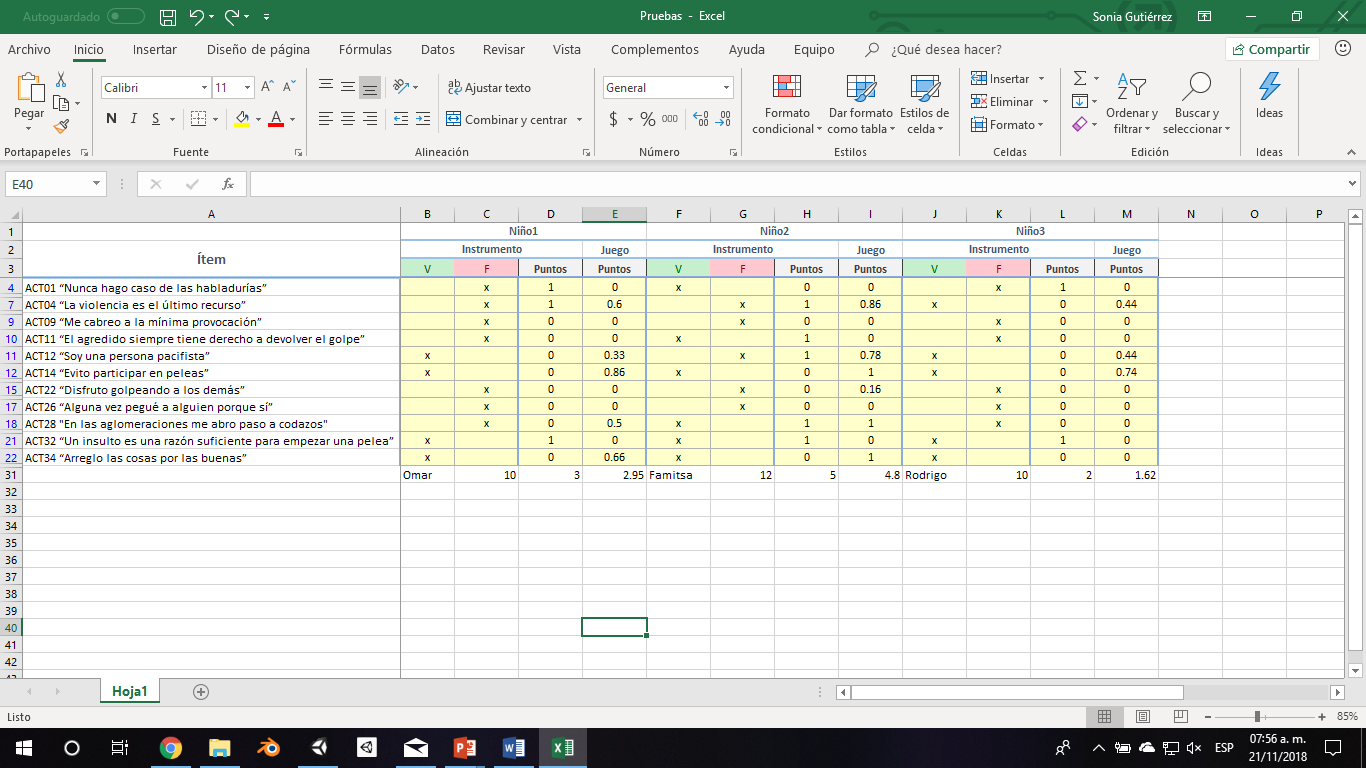 Autoguardado
Pruebas - Excel
Sonia Gutiérrez
Archivo Inicio Insertar Diseño de página Fórmulas Datos Revisar Vista Complementos Ayuda Equipo ¿Qué desea hacer? Compartir
Pegar
Calibri 11
N K S
Ajustar texto
Combinar y centrar
General
$ % 000
Formato condicional
Dar formato como tabla
Estilos de celda
Insertar
Eliminar
Formato
Ordenar y filtrar
Buscar y seleccionar
Ideas
Portapapeles Fuente Alineación Número Estilos Celdas Edición Ideas
E40 fx
A B C D E F G H I J K L M N O P
1 Niño1 Niño2 Niño3
2 Ítem Instrumento Juego Instrumento Juego Instrumento Juego
3 V F Puntos Puntos V F Puntos Puntos V F Puntos Puntos
4 ACT01 “Nunca hago caso de las habladurías” x 1 0 x 0 0 x 1 0
7 ACT04 “La violencia es el último recurso” x 1 0.6 x 1 0.86 x 0 0.44
9 ACT09 “Me cabreo a la mínima provocación” x 0 0 x 0 0 x 0 0
10 ACT11 “El agredido siempre tiene derecho a devolver el golpe” x 0 0 x 1 0 x 0 0
11 ACT12 “Soy una persona pacifista” x 0 0.33 x 1 0.78 x 0 0.44
12 ACT14 “Evito participar en peleas” x 0 0.86 x 0 1 x 0 0.74
15 ACT22 “Disfruto golpeando a los demás” x 0 0 x 0 0.16 x 0 0
17 ACT26 “Alguna vez pegué a alguien porque sí” x 0 0 x 0 0 x 0 0
18 ACT28 "En las aglomeraciones me abro paso a codazos" x 0 0.5 x 1 1 x 0 0
21 ACT32 “Un insulto es una razón suficiente para empezar una pelea” x 1 0 x 1 0 x 1 0
22 ACT34 “Arreglo las cosas por las buenas” x 0 0.66 x 0 1 x 0 0
31 Omar 10 3 2.95 Famitsa 12 5 4.8 Rodrigo 10 2 1.62
32
33
34
35
36
37
38
39
40
41
42
Hoja1
Listo
85%
ESP
07:56 a. m.
21/11/2018